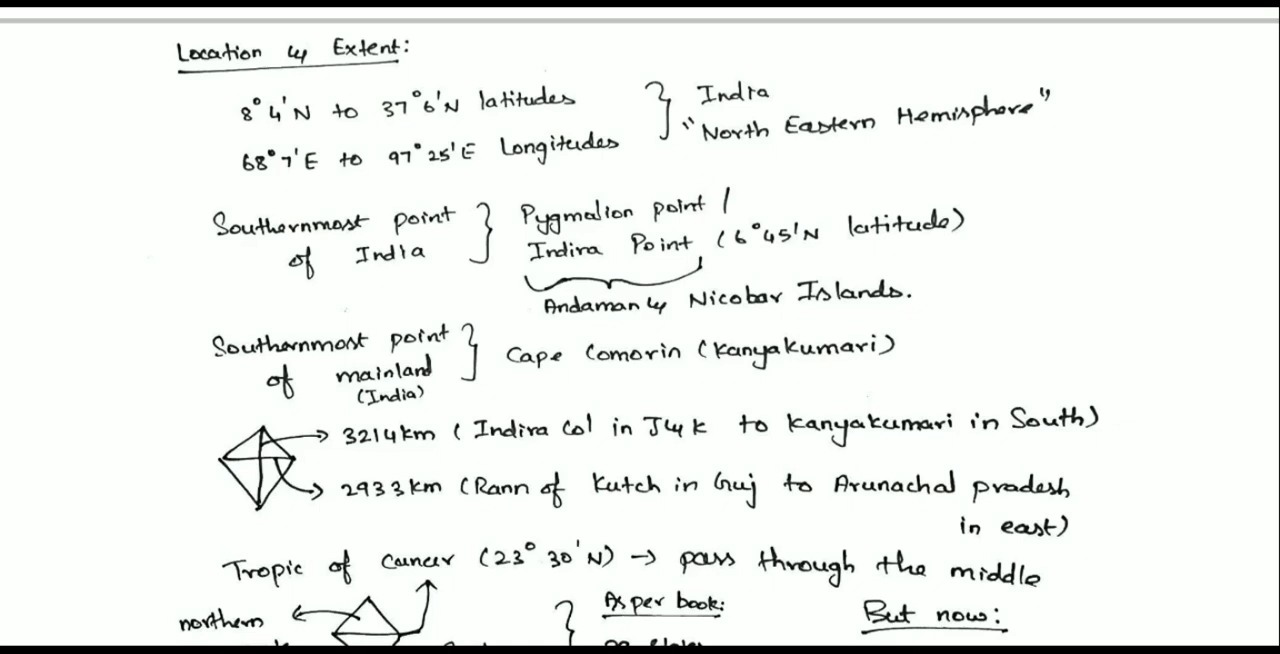 Location & Extent:
8°4'N to 37°6'N latitudes
68°7'E to 97°25'E Longitudes
India
"North Eastern Hemisphere"
Southernmost point
of India
Pygmalion point /
Indira Point (6°45'N latitude)
Andaman & Nicobar Islands.
Southernmost point
of mainland
(India)
Cape Comorin (Kanyakumari)
3214km (Indira Col in J&K to Kanyakumari in South)
2933km (Rann of Kutch in Guj to Arunachal pradesh
in east)
Tropic of Cancer (23°30'N) → pass through the middle
northern
As per book:
But now: